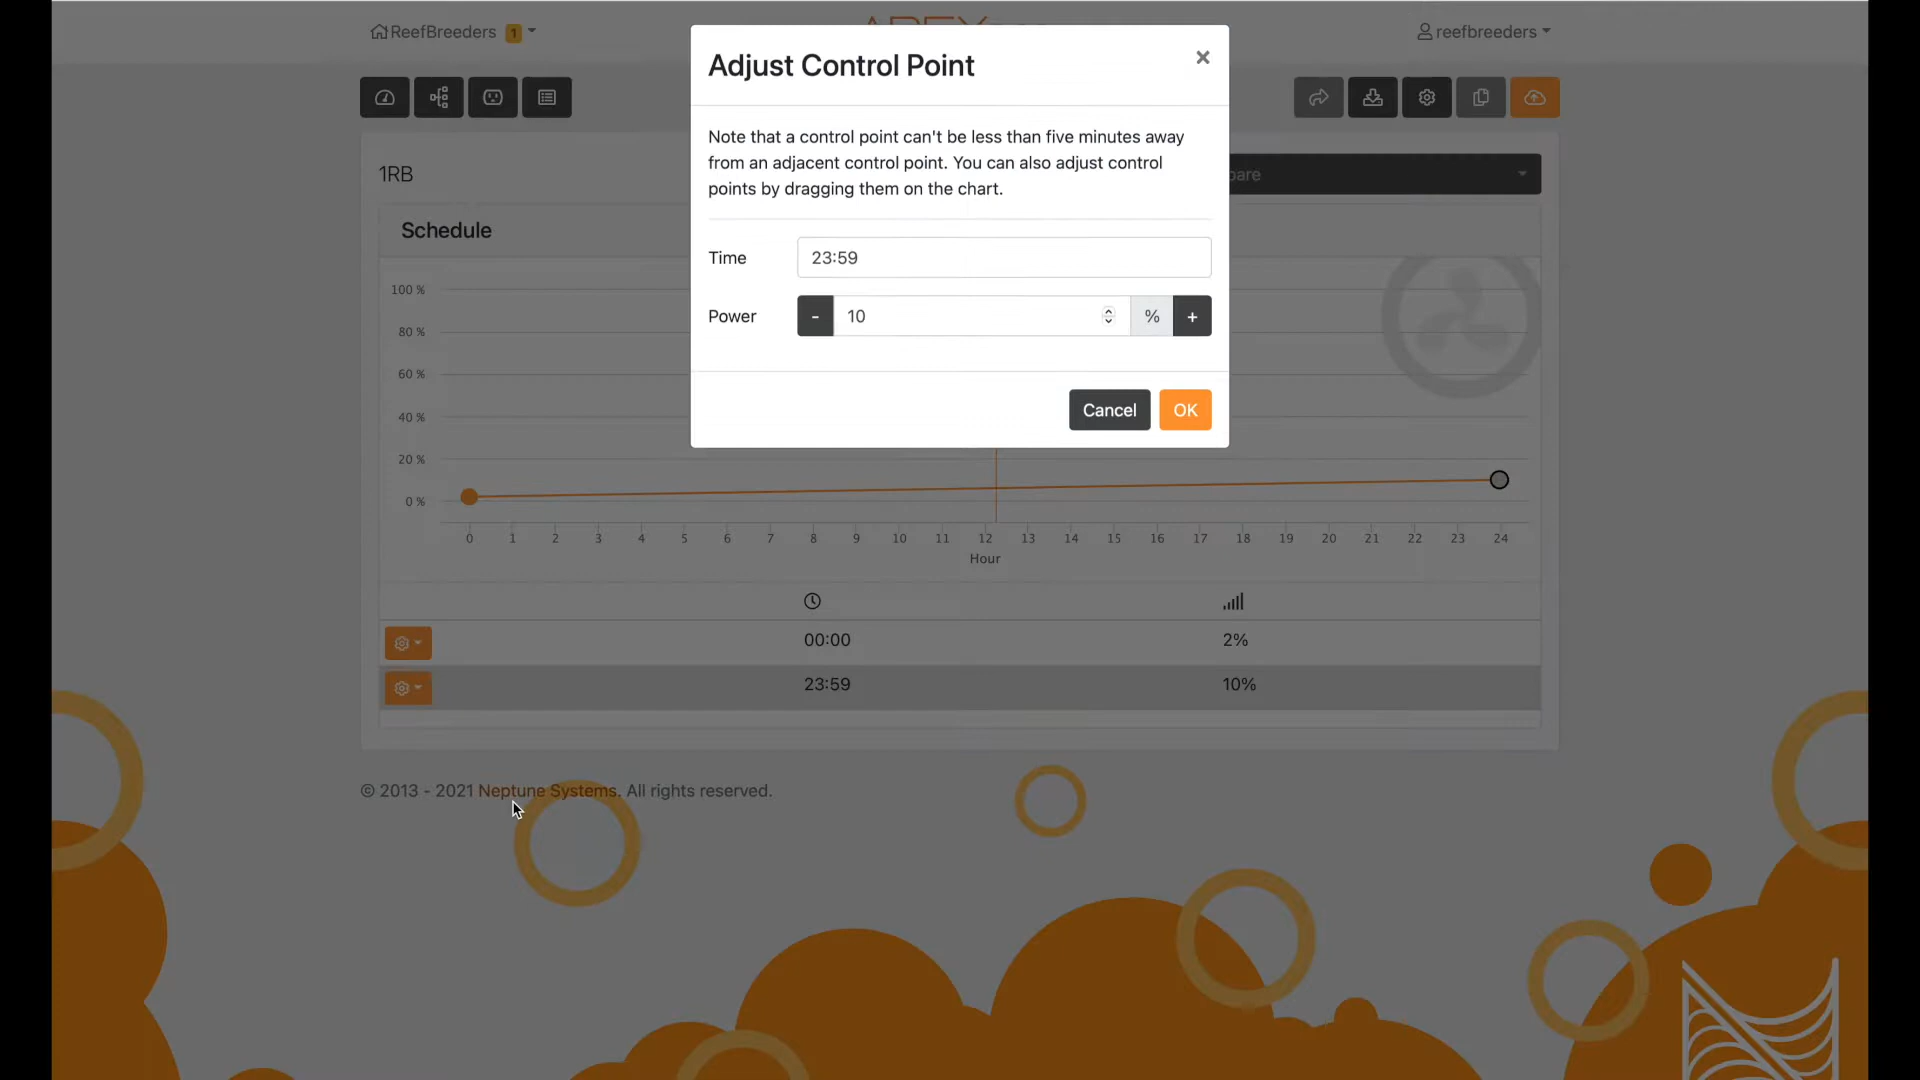 ReefBreeders 1
reefbreeders
Adjust Control Point
×
Note that a control point can't be less than five minutes away
from an adjacent control point. You can also adjust control
points by dragging them on the chart.
Time 23:59
Power - 10 % +
Cancel OK
1RB
Schedule
100 %
80 %
60 %
40 %
20 %
0 %
0 1 2 3 4 5 6 7 8 9 10 11 12 13 14 15 16 17 18 19 20 21 22 23 24
Hour
00:00 2%
23:59 10%
© 2013 - 2021 Neptune Systems. All rights reserved.